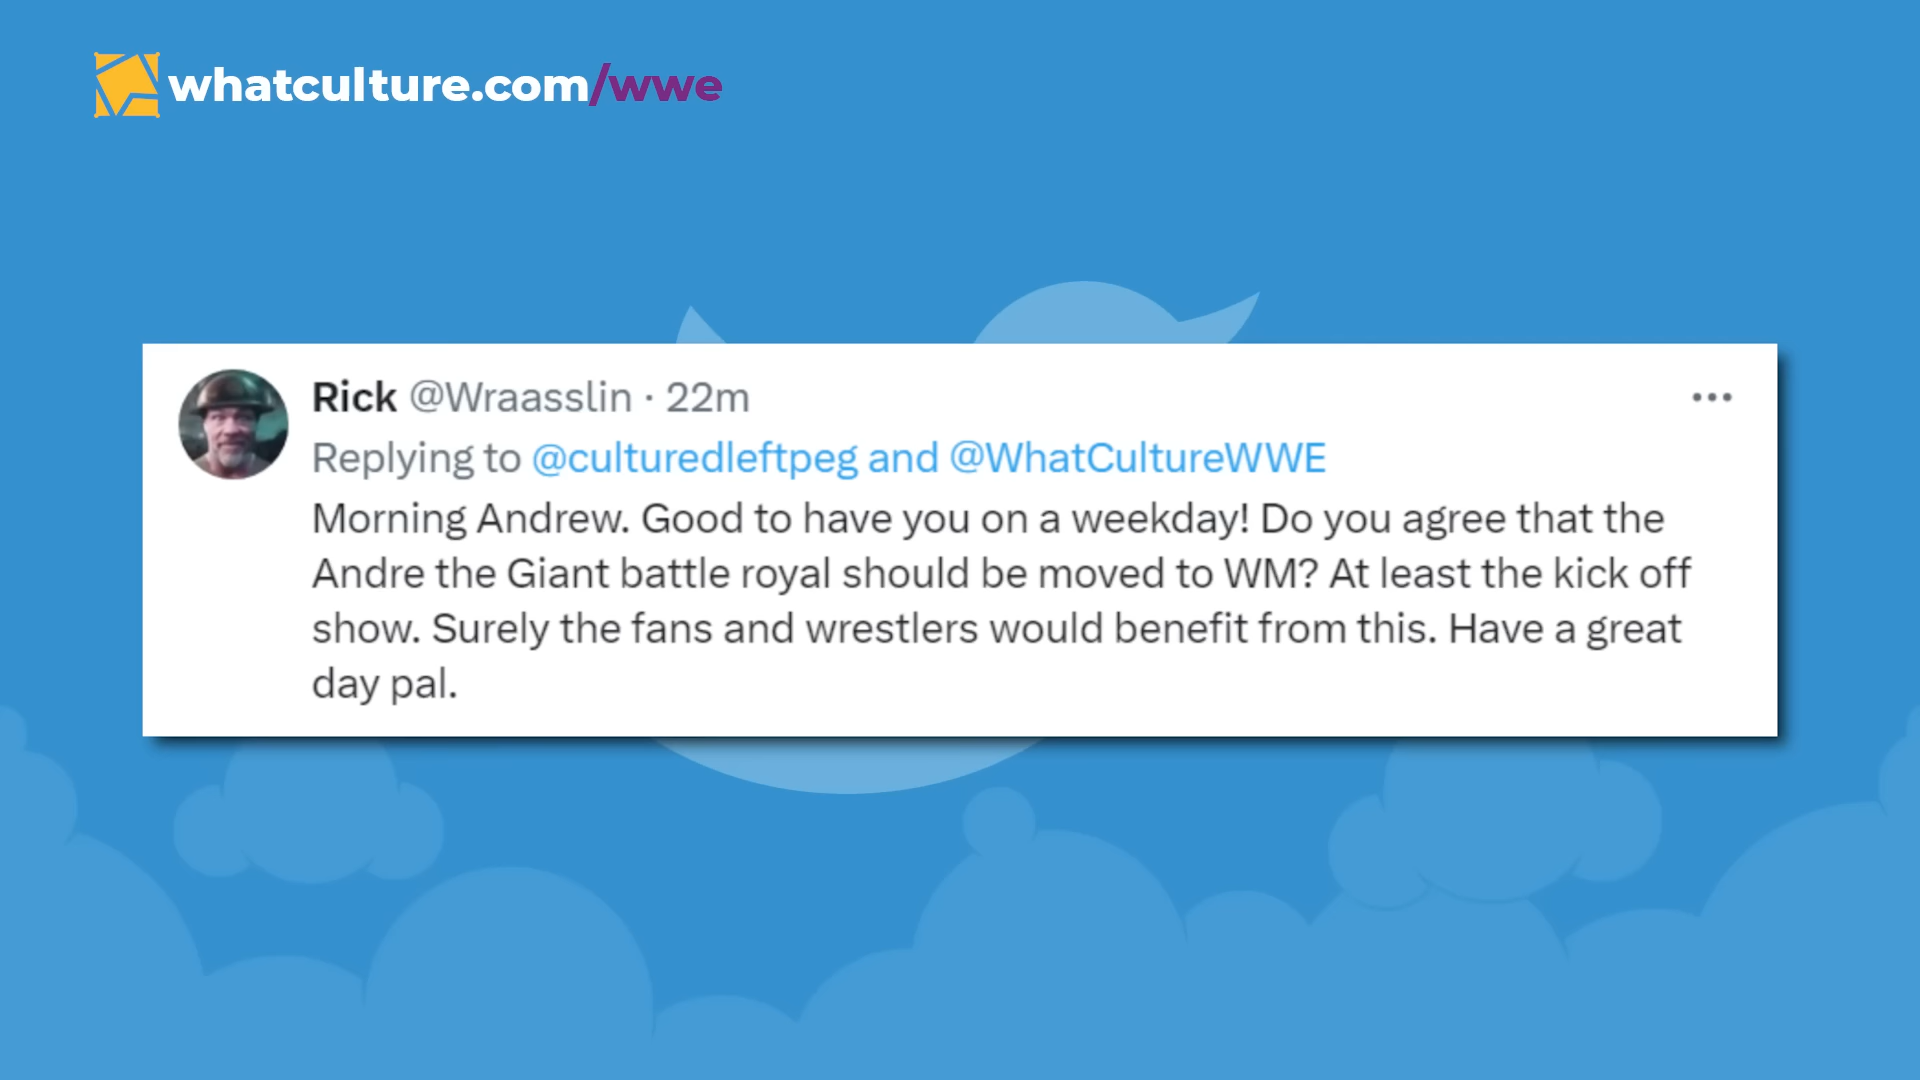 whatculture.com/wwe
Rick @Wraasslin · 22m
Replying to @culturedleftpeg and @WhatCultureWWE
Morning Andrew. Good to have you on a weekday! Do you agree that the
Andre the Giant battle royal should be moved to WM? At least the kick off
show. Surely the fans and wrestlers would benefit from this. Have a great
day pal.